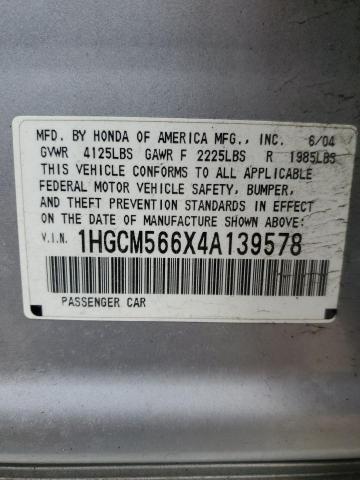 MFD. BY HONDA OF AMERICA MFG., INC. 6/04
GVWR 4125LBS GAWR F 2225LBS R 1985LBS
THIS VEHICLE CONFORMS TO ALL APPLICABLE
FEDERAL MOTOR VEHICLE SAFETY, BUMPER,
AND THEFT PREVENTION STANDARDS IN EFFECT
ON THE DATE OF MANUFACTURE SHOWN ABOVE.
V.I.N. 1HGCM566X4A139578
PASSENGER CAR